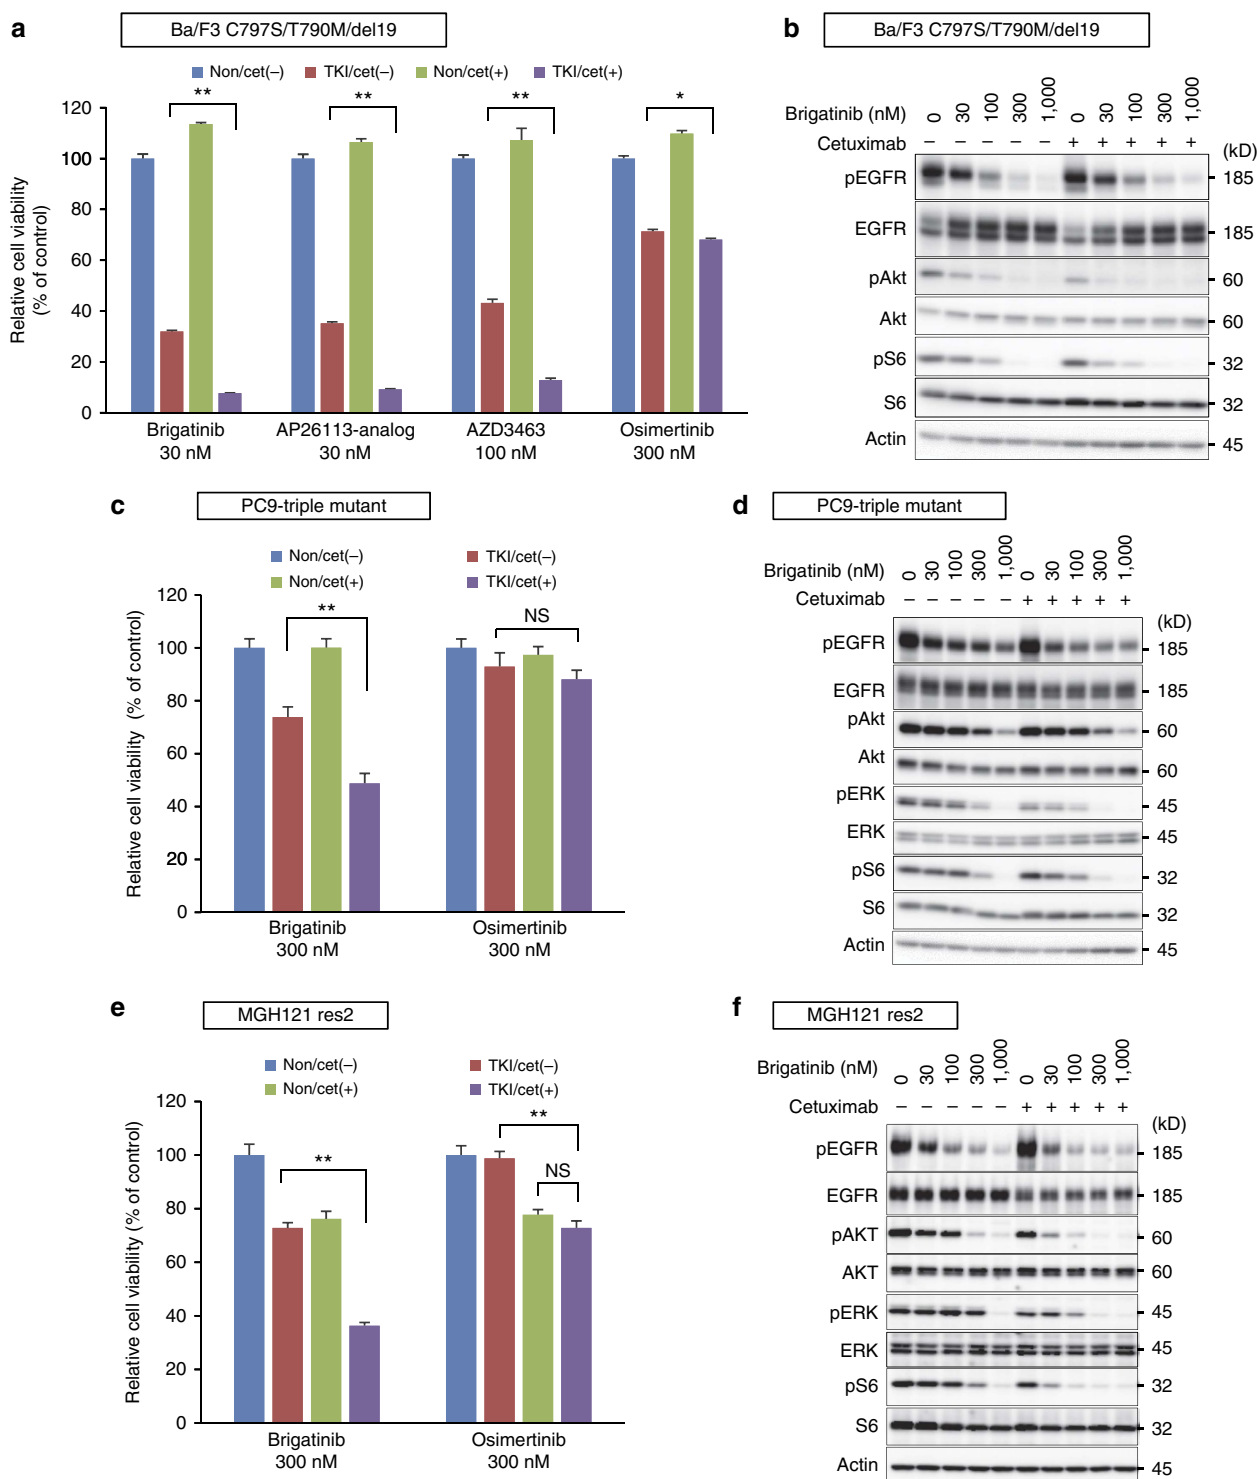 a
Ba/F3 C797S/T790M/del19
Non/cet(–) TKI/cet(–) Non/cet(+) TKI/cet(+)
Relative cell viability
(% of control)
120
100
80
60
40
20
0
** ** ** *
Brigatinib AP26113-analog AZD3463 Osimertinib
30 nM 30 nM 100 nM 300 nM
b
Ba/F3 C797S/T790M/del19
Brigatinib (nM) 0 30 100 300 1,000 0 30 100 300 1,000
Cetuximab – – – – – + + + + +
(kD)
pEGFR 185
EGFR 185
pAkt 60
Akt 60
pS6 32
S6 32
Actin 45
c
PC9-triple mutant
Non/cet(–) TKI/cet(–)
Non/cet(+) TKI/cet(+)
Relative cell viability (% of control)
120
100
80
60
40
20
0
** NS
Brigatinib Osimertinib
300 nM 300 nM
d
PC9-triple mutant
Brigatinib (nM) 0 30 100 300 1,000 0 30 100 300 1,000
Cetuximab – – – – – + + + + +
(kD)
pEGFR 185
EGFR 185
pAkt 60
Akt 60
pERK 45
ERK 45
pS6 32
S6 32
Actin 45
e
MGH121 res2
Non/cet(–) TKI/cet(–)
Non/cet(+) TKI/cet(+)
Relative cell viability (% of control)
120
100
80
60
40
20
0
** ** NS
Brigatinib Osimertinib
300 nM 300 nM
f
MGH121 res2
Brigatinib (nM) 0 30 100 300 1,000 0 30 100 300 1,000
Cetuximab – – – – – + + + + +
(kD)
pEGFR 185
EGFR 185
pAKT 60
AKT 60
pERK 45
ERK 45
pS6 32
S6 32
Actin 45